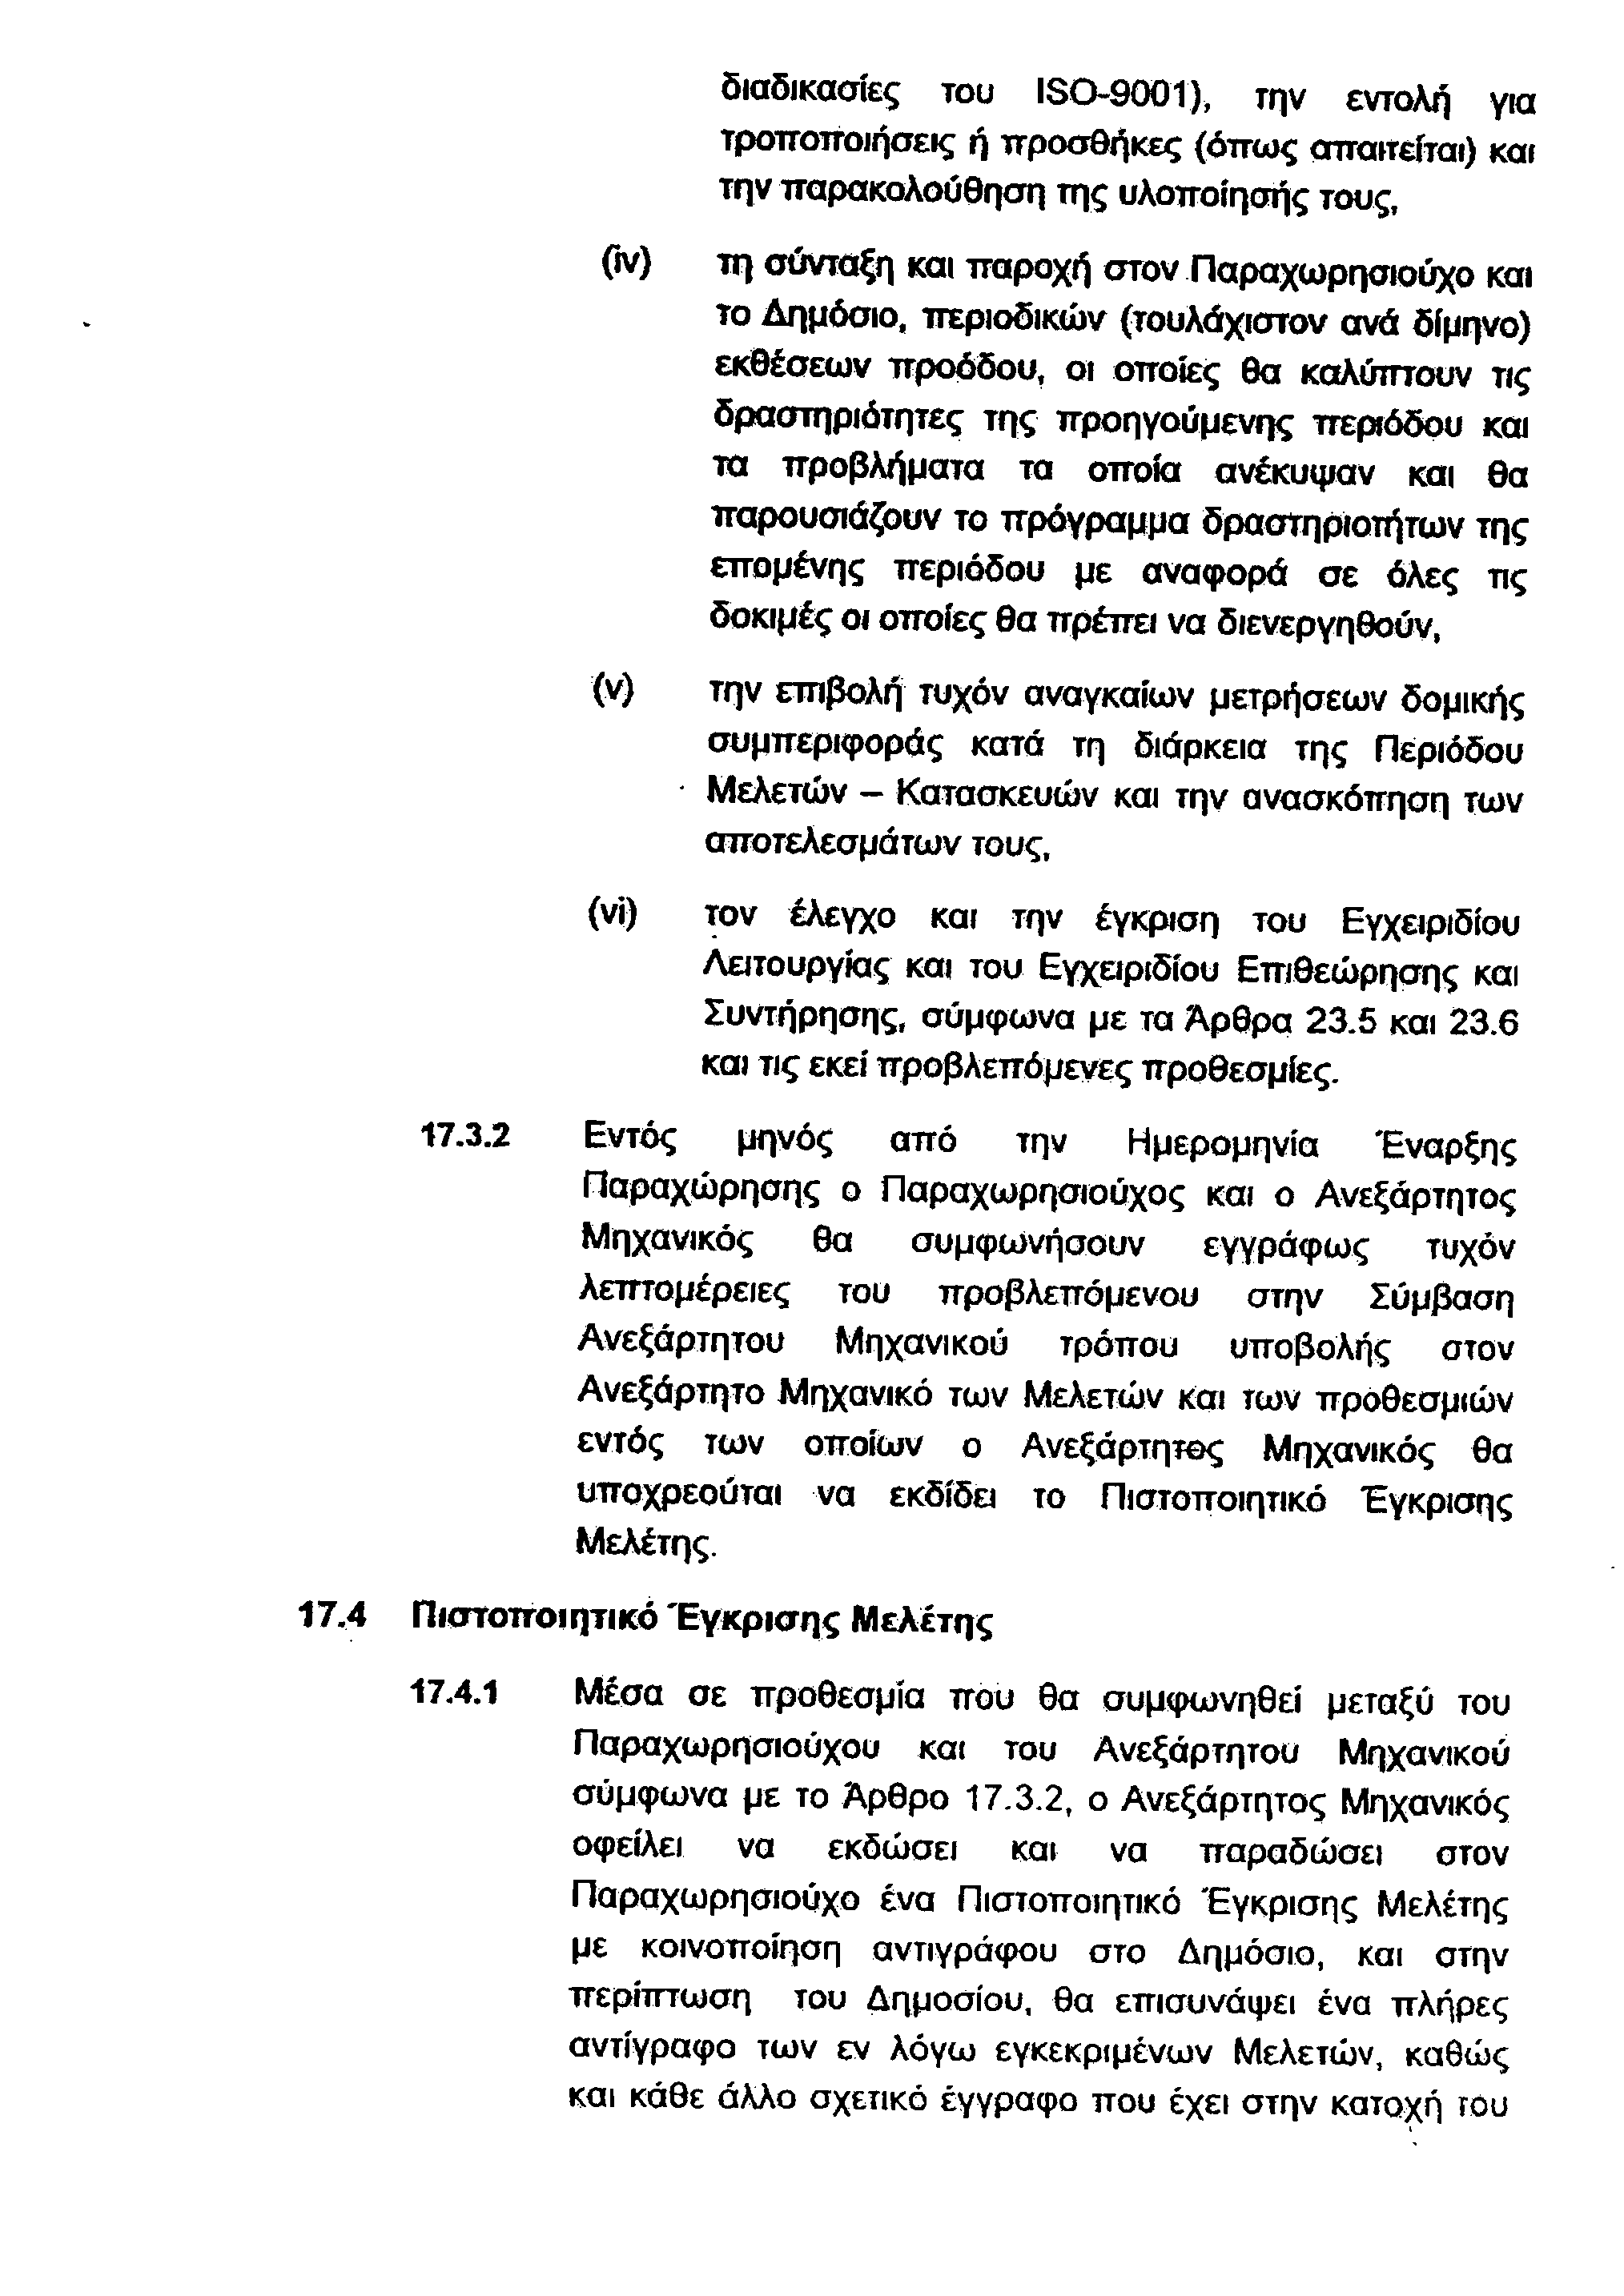 διαδικασίες του ISO-9001), την εντολή για
τροποποιήσεις ή προσθήκες (όπως απαιτείται) και
την παρακολούθηση της υλοποίησής τους,
(iv) τη σύνταξη και παροχή στον Παραχωρησιούχο και
το Δημόσιο, περιοδικών (τουλάχιστον ανά δίμηνο)
εκθέσεων προόδου, οι οποίες θα καλύπτουν τις
δραστηριότητες της προηγούμενης περιόδου και
τα προβλήματα τα οποία ανέκυψαν και θα
παρουσιάζουν το πρόγραμμα δραστηριοτήτων της
επομένης περιόδου με αναφορά σε όλες τις
δοκιμές οι οποίες θα πρέπει να διενεργηθούν,
(v) την επιβολή τυχόν αναγκαίων μετρήσεων δομικής
συμπεριφοράς κατά τη διάρκεια της Περιόδου
Μελετών – Κατασκευών και την ανασκόπηση των
αποτελεσμάτων τους,
(vi) τον έλεγχο και την έγκριση του Εγχειριδίου
Λειτουργίας και του Εγχειριδίου Επιθεώρησης και
Συντήρησης, σύμφωνα με τα Άρθρα 23.5 και 23.6
και τις εκεί προβλεπόμενες προθεσμίες.
17.3.2 Εντός μηνός από την Ημερομηνία Έναρξης
Παραχώρησης ο Παραχωρησιούχος και ο Ανεξάρτητος
Μηχανικός θα συμφωνήσουν εγγράφως τυχόν
λεπτομέρειες του προβλεπόμενου στην Σύμβαση
Ανεξάρτητου Μηχανικού τρόπου υποβολής στον
Ανεξάρτητο Μηχανικό των Μελετών και των προθεσμιών
εντός των οποίων ο Ανεξάρτητος Μηχανικός θα
υποχρεούται να εκδίδει το Πιστοποιητικό Έγκρισης
Μελέτης.
17.4 Πιστοποιητικό Έγκρισης Μελέτης
17.4.1 Μέσα σε προθεσμία που θα συμφωνηθεί μεταξύ του
Παραχωρησιούχου και του Ανεξάρτητου Μηχανικού
σύμφωνα με το Άρθρο 17.3.2, ο Ανεξάρτητος Μηχανικός
οφείλει να εκδώσει και να παραδώσει στον
Παραχωρησιούχο ένα Πιστοποιητικό Έγκρισης Μελέτης
με κοινοποίηση αντιγράφου στο Δημόσιο, και στην
περίπτωση του Δημοσίου, θα επισυνάψει ένα πλήρες
αντίγραφο των εν λόγω εγκεκριμένων Μελετών, καθώς
και κάθε άλλο σχετικό έγγραφο που έχει στην κατοχή του